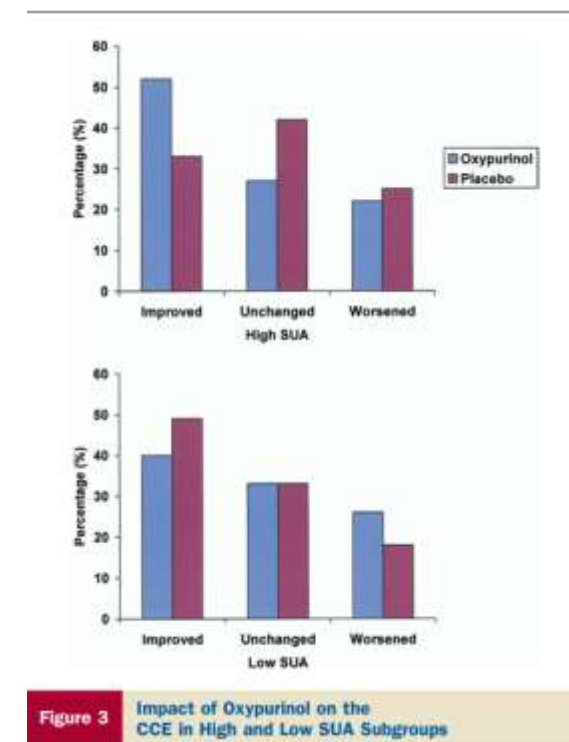 60
50
40
30
20
10
0
Percentage (%)
Improved Unchanged Worsened
High SUA
Oxypurinol
Placebo
60
50
40
30
20
10
0
Percentage (%)
Improved Unchanged Worsened
Low SUA
Figure 3 Impact of Oxypurinol on the
CCE in High and Low SUA Subgroups